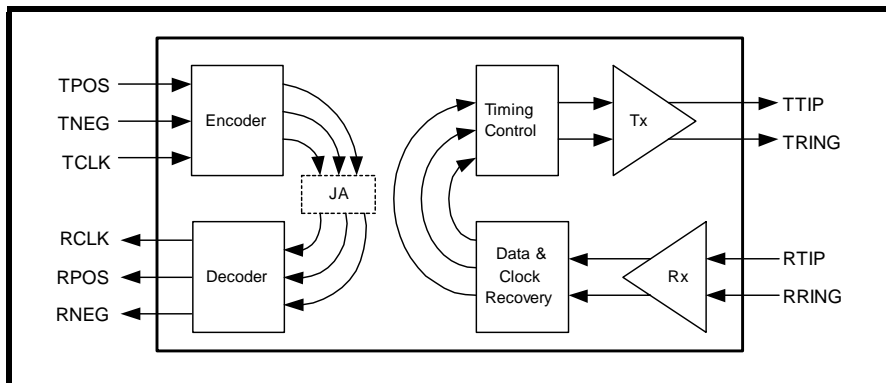 TPOS
TNEG
TCLK
Encoder
JA
RCLK
RPOS
RNEG
Decoder
Timing
Control
Tx
TTIP
TRING
Data &
Clock
Recovery
Rx
RTIP
RRING